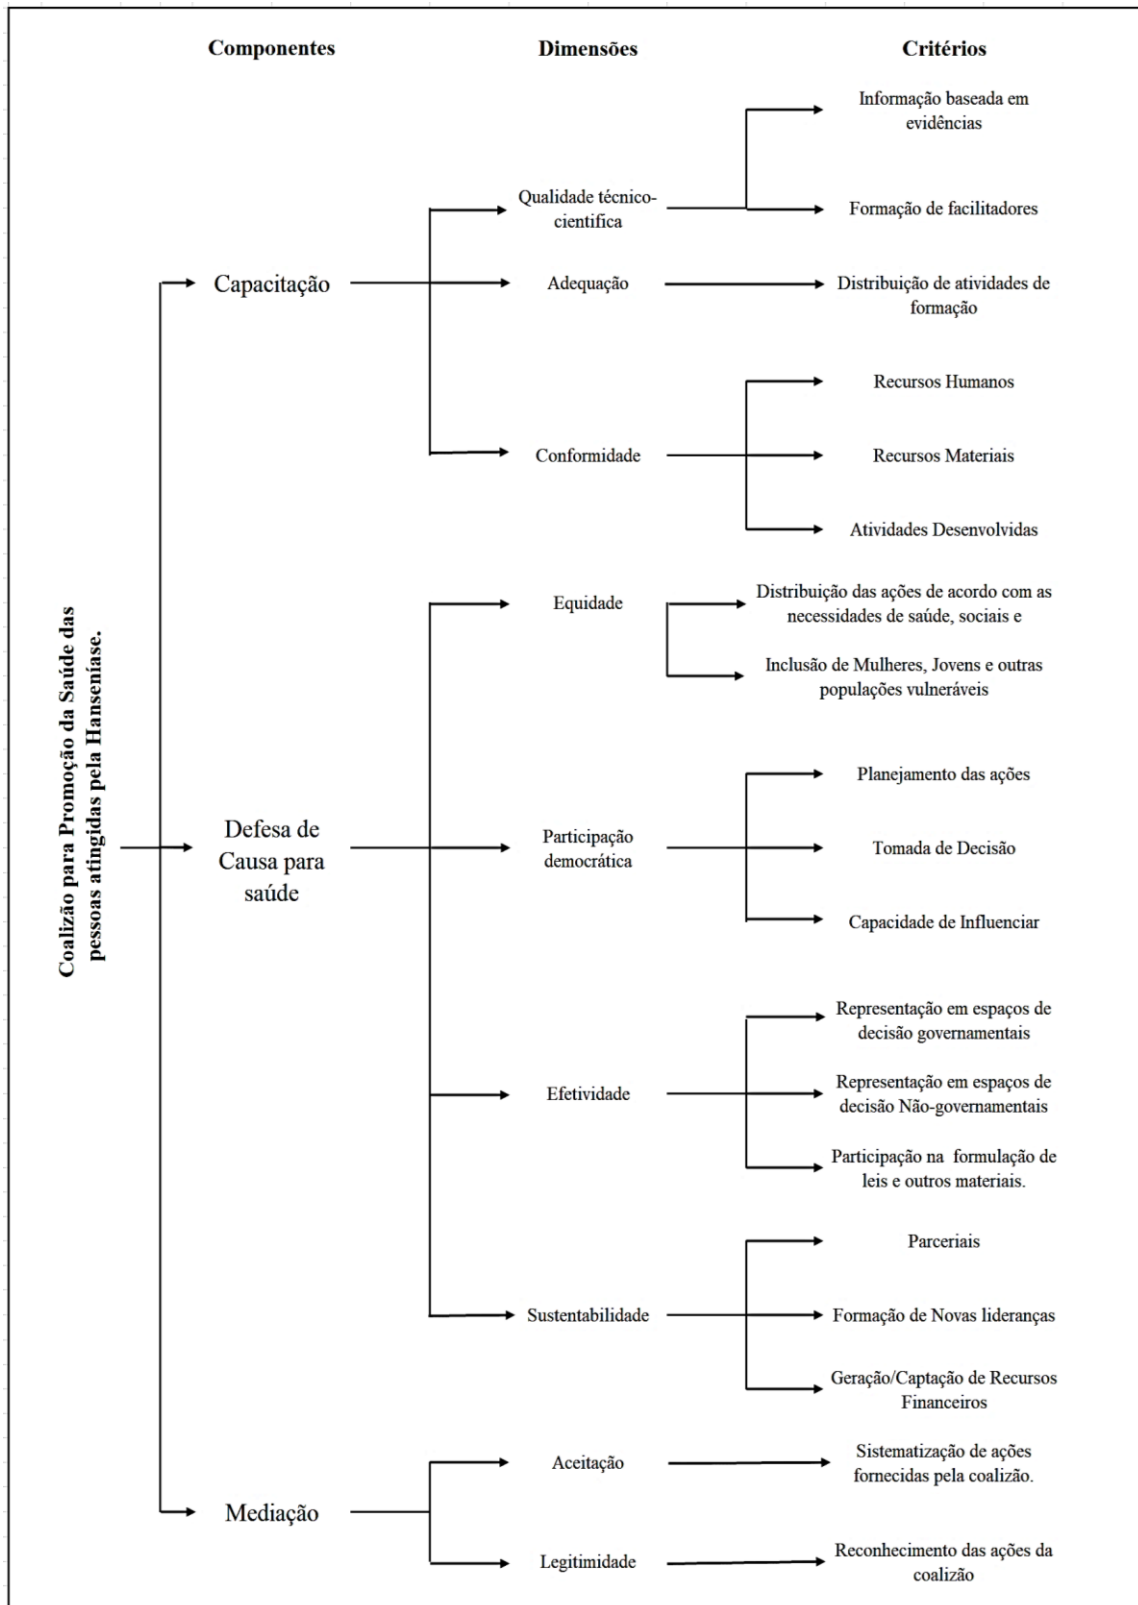 Componentes
Dimensões
Critérios
Coalizão para Promoção da Saúde das
pessoas atingidas pela Hanseníase.
Capacitação
Qualidade técnico-
cientifica
Informação baseada em
evidências
Formação de facilitadores
Adequação
Distribuição de atividades de
formação
Conformidade
Recursos Humanos
Recursos Materiais
Atividades Desenvolvidas
Defesa de
Causa para
saúde
Equidade
Distribuição das ações de acordo com as
necessidades de saúde, sociais e
Inclusão de Mulheres, Jovens e outras
populações vulneráveis
Participação
democrática
Planejamento das ações
Tomada de Decisão
Capacidade de Influenciar
Efetividade
Representação em espaços de
decisão governamentais
Representação em espaços de
decisão Não-governamentais
Participação na formulação de
leis e outros materiais.
Sustentabilidade
Parceriais
Formação de Novas lideranças
Geração/Captação de Recursos
Financeiros
Mediação
Aceitação
Sistematização de ações
fornecidas pela coalizão.
Legitimidade
Reconhecimento das ações da
coalizão